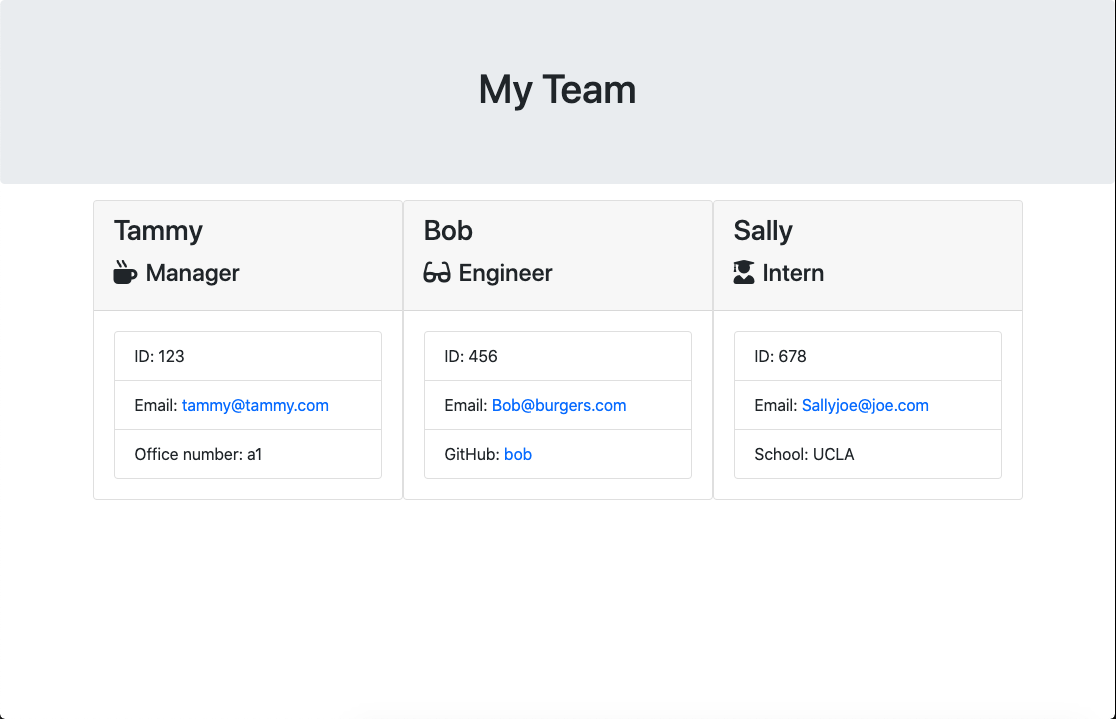 My Team
Tammy
Manager
ID: 123
Email: tammy@tammy.com
Office number: a1
Bob
Engineer
ID: 456
Email: Bob@burgers.com
GitHub: bob
Sally
Intern
ID: 678
Email: Sallyjoe@joe.com
School: UCLA